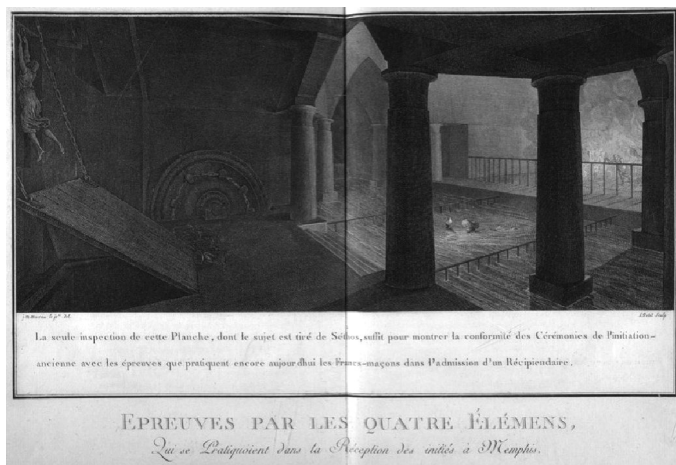 La seule inspection de cette Planche, dont le sujet est tiré de Séthos, suffit pour montrer la conformité des Cérémonies de l'initiation-
ancienne avec les épreuves que pratiquent encore aujourd'hui les Francs-maçons dans l'admission d'un Récipiendaire.
EPREUVES PAR LES QUATRE ÉLÉMENS,
Qui se Pratiquoient dans la Réception des initiés à Memphis.